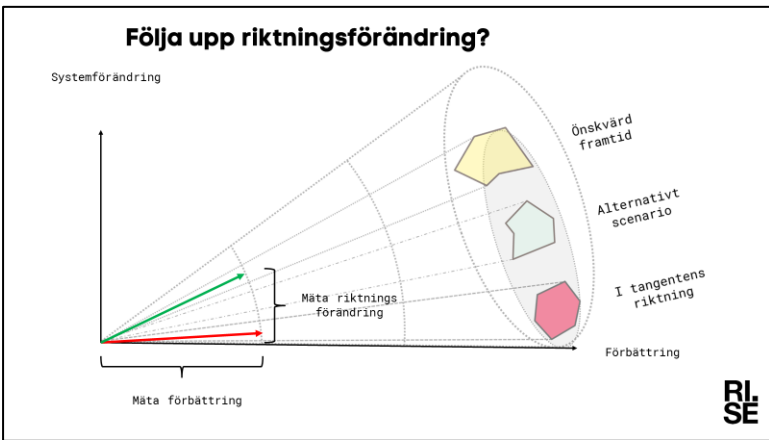 Följa upp riktningsförändring?
Systemförändring
Önskvärd
framtid
Alternativt
scenario
I tangentens
riktning
Mäta riktnings
förändring
Förbättring
Mäta förbättring
RI.
SE